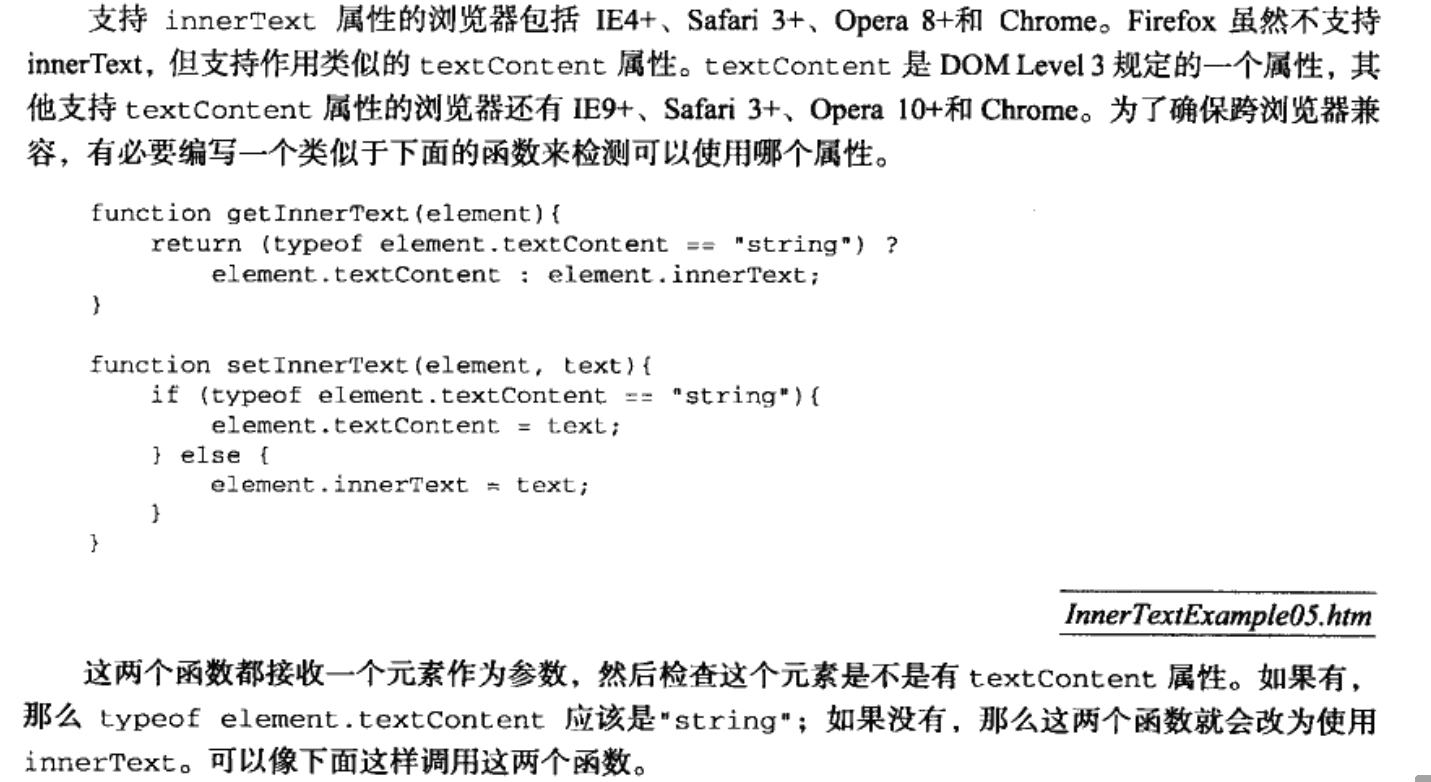 支持 innerText 属性的浏览器包括 IE4+、Safari 3+、Opera 8+和 Chrome。Firefox 虽然不支持
innerText，但支持作用类似的 textContent 属性。textContent 是 DOM Level 3 规定的一个属性，其
他支持 textContent 属性的浏览器还有 IE9+、Safari 3+、Opera 10+和 Chrome。为了确保跨浏览器兼
容，有必要编写一个类似于下面的函数来检测可以使用哪个属性。
function getInnerText(element){
    return (typeof element.textContent == "string") ?
        element.textContent : element.innerText;
}
function setInnerText(element, text){
    if (typeof element.textContent == "string"){
        element.textContent = text;
    } else {
        element.innerText = text;
    }
}
InnerTextExample05.htm
这两个函数都接收一个元素作为参数，然后检查这个元素是不是有 textContent 属性。如果有，
那么 typeof element.textContent 应该是"string"；如果没有，那么这两个函数就会改为使用
innerText。可以像下面这样调用这两个函数。